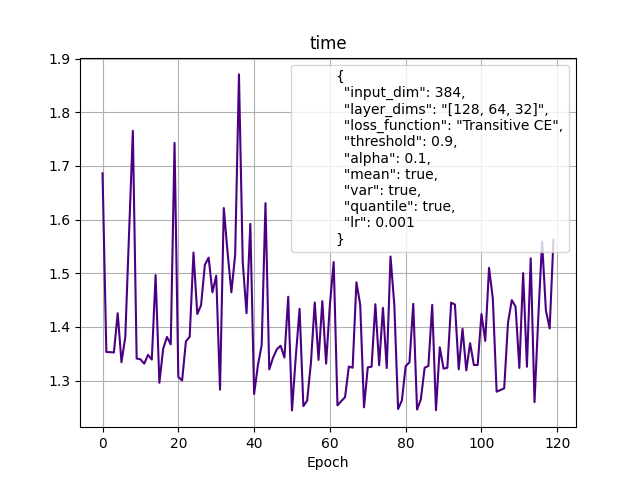 time
1.9
1.8
1.7
1.6
1.5
1.4
1.3
{
"input_dim": 384,
"layer_dims": "[128, 64, 32]",
"loss_function": "Transitive CE",
"threshold": 0.9,
"alpha": 0.1,
"mean": true,
"var": true,
"quantile": true,
"lr": 0.001
}
0 20 40 60 80 100 120
Epoch